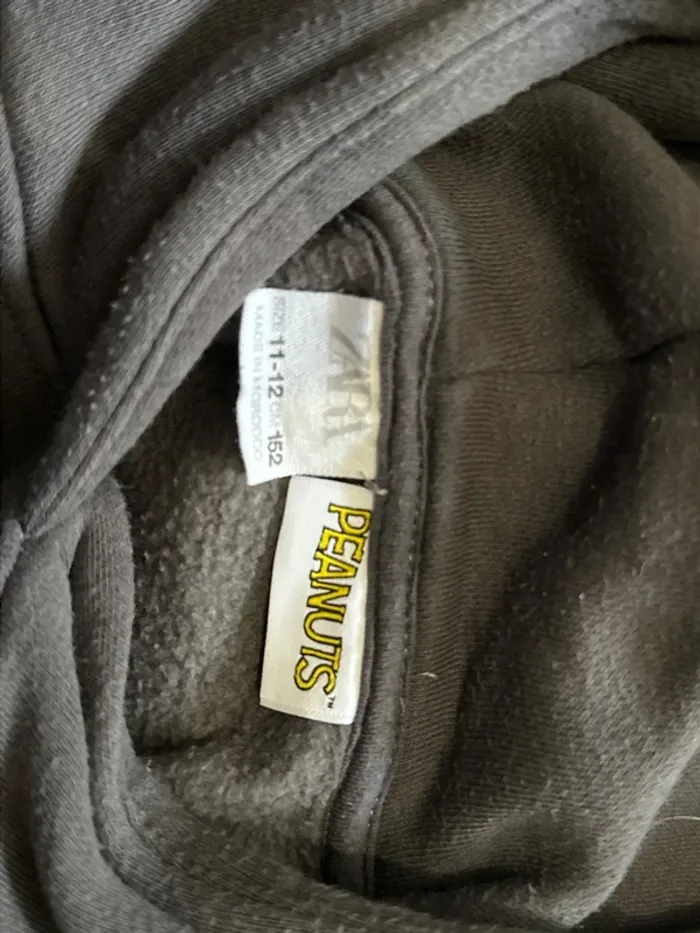 ZARA
SIZE 11-12 CM 152
MADE IN MOROCCO
PEANUTS™